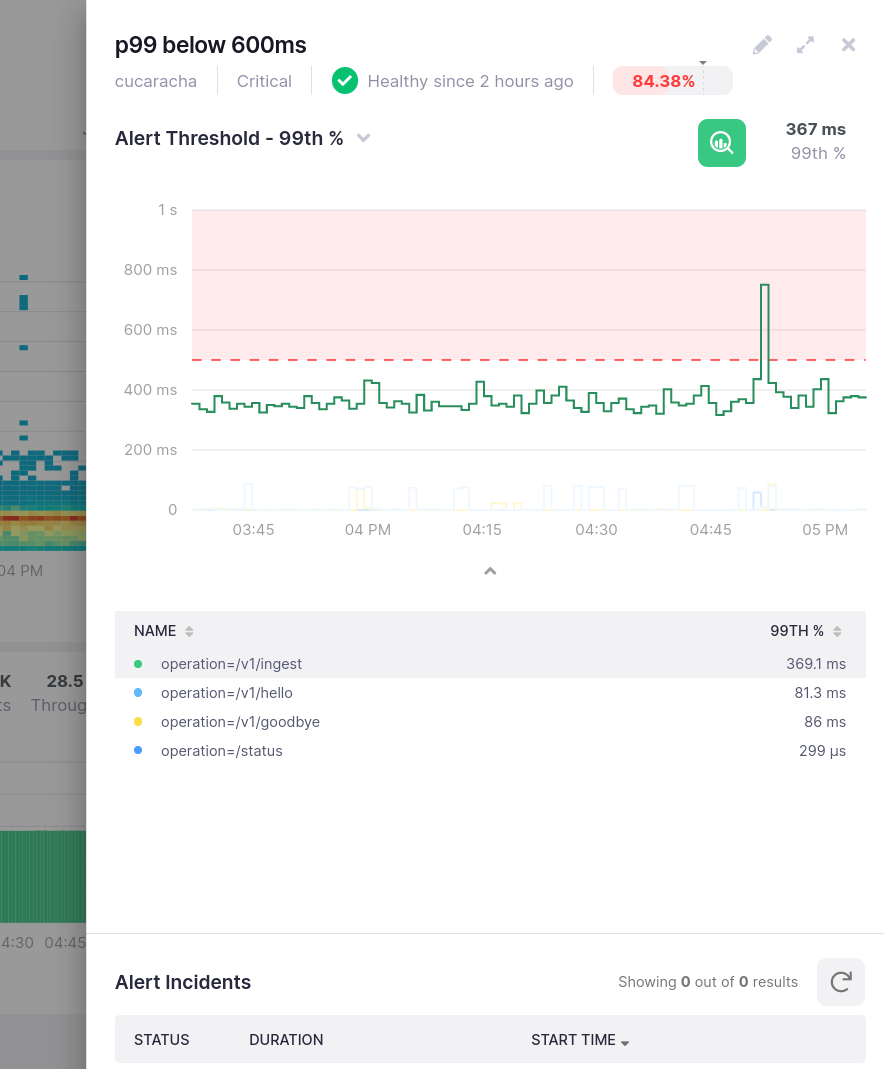 p99 below 600ms
cucaracha Critical Healthy since 2 hours ago 84.38%
Alert Threshold - 99th %
367 ms
99th %
1 s
800 ms
600 ms
400 ms
200 ms
0
03:45 04 PM 04:15 04:30 04:45 05 PM
NAME 99TH %
operation=/v1/ingest 369.1 ms
operation=/v1/hello 81.3 ms
operation=/v1/goodbye 86 ms
operation=/status 299 µs
Alert Incidents Showing 0 out of 0 results
STATUS DURATION START TIME
04 PM
K 28.5
ts Throug
4:30 04:45